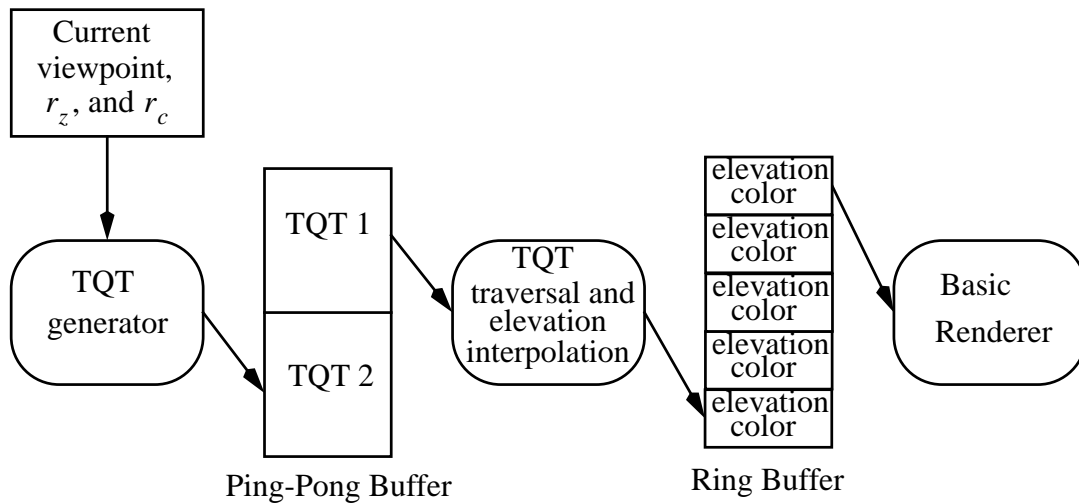 Current
viewpoint,
r_z, and r_c
TQT
generator
TQT 1
TQT 2
Ping-Pong Buffer
TQT
traversal and
elevation
interpolation
elevation
color
elevation
color
elevation
color
elevation
color
elevation
color
Ring Buffer
Basic
Renderer